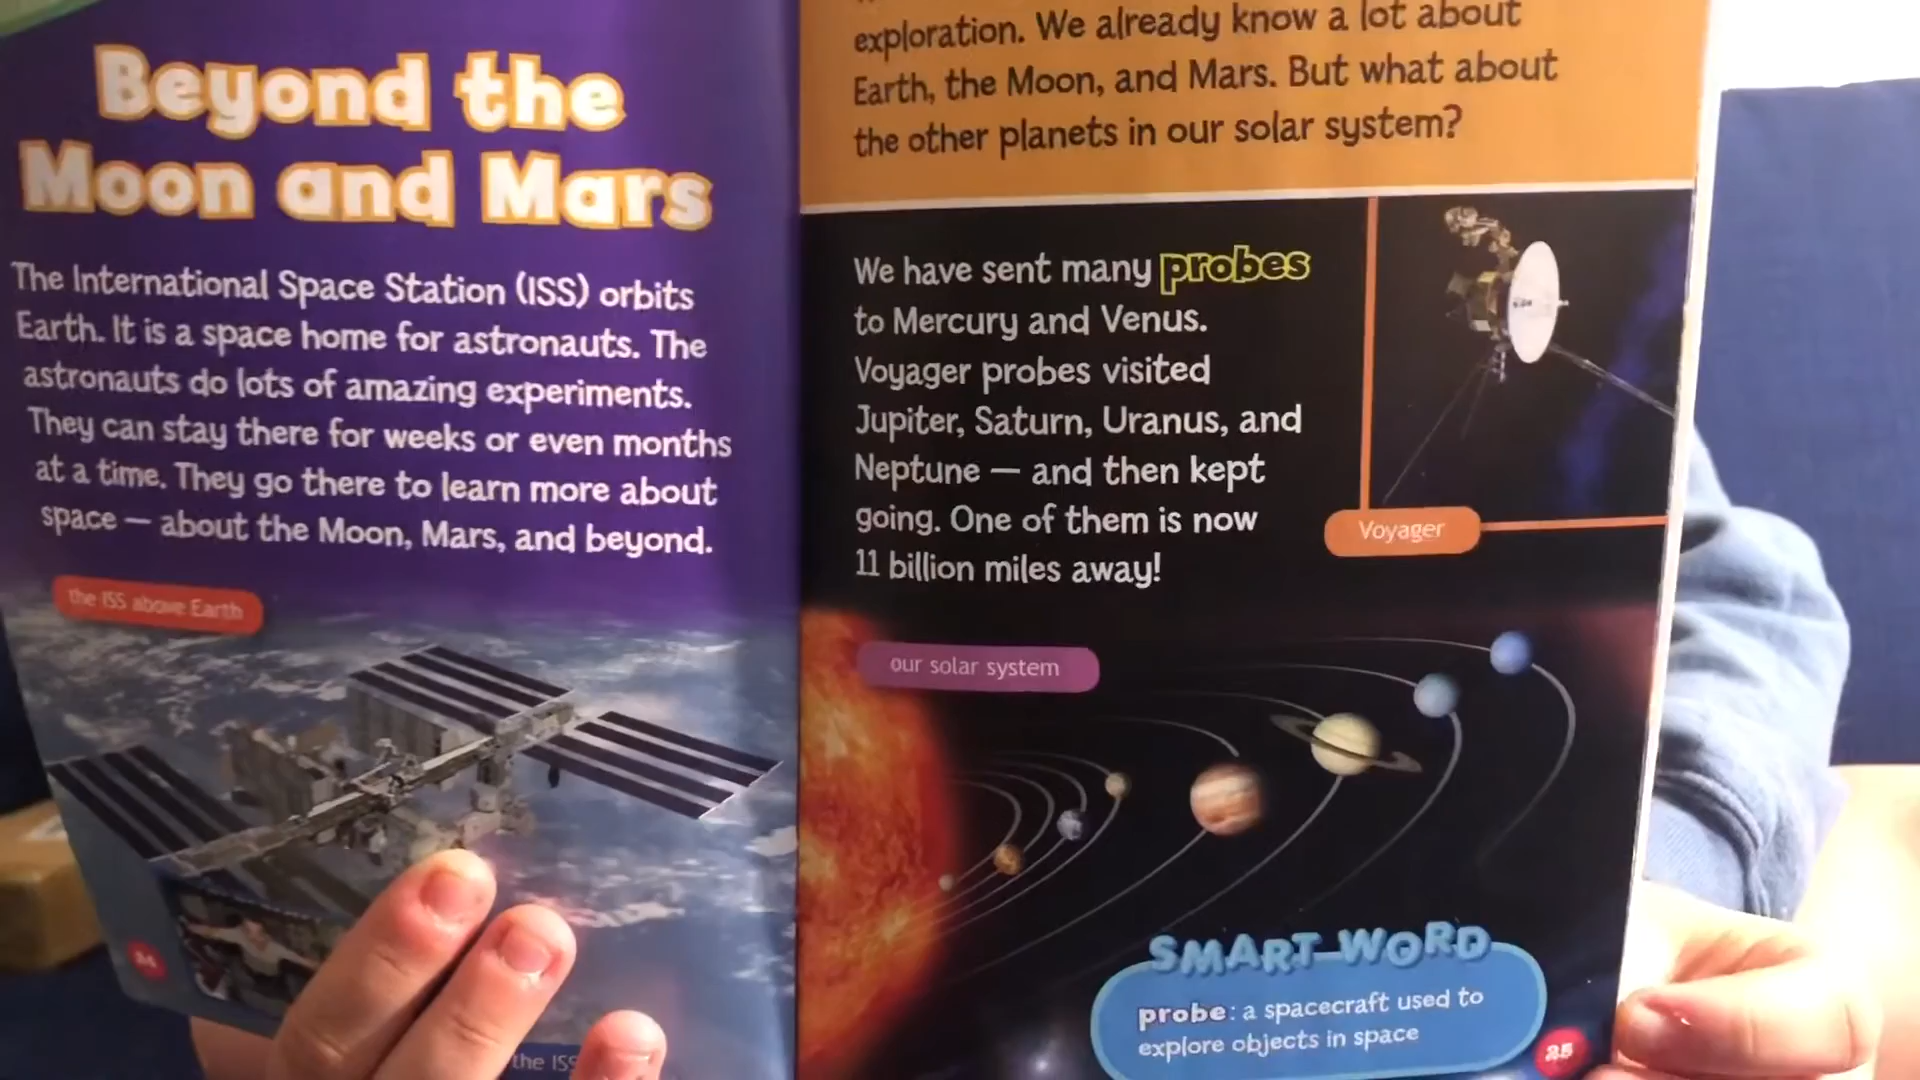 Beyond the
Moon and Mars
The International Space Station (ISS) orbits
Earth. It is a space home for astronauts. The
astronauts do lots of amazing experiments.
They can stay there for weeks or even months
at a time. They go there to learn more about
space — about the Moon, Mars, and beyond.
the ISS above Earth
24
the ISS
exploration. We already know a lot about
Earth, the Moon, and Mars. But what about
the other planets in our solar system?
We have sent many probes
to Mercury and Venus.
Voyager probes visited
Jupiter, Saturn, Uranus, and
Neptune — and then kept
going. One of them is now
11 billion miles away!
Voyager
our solar system
SMART WORD
probe: a spacecraft used to
explore objects in space
25